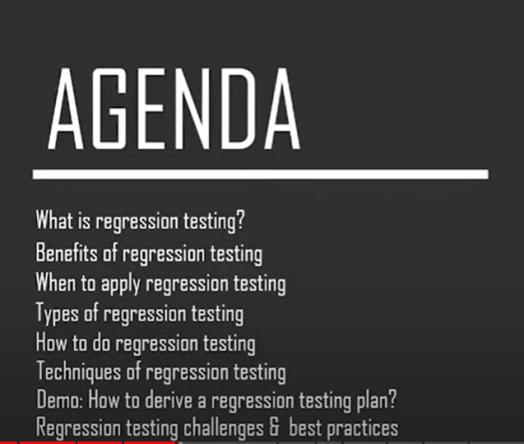 AGENDA
What is regression testing?
Benefits of regression testing
When to apply regression testing
Types of regression testing
How to do regression testing
Techniques of regression testing
Demo: How to derive a regression testing plan?
Regression testing challenges & best practices